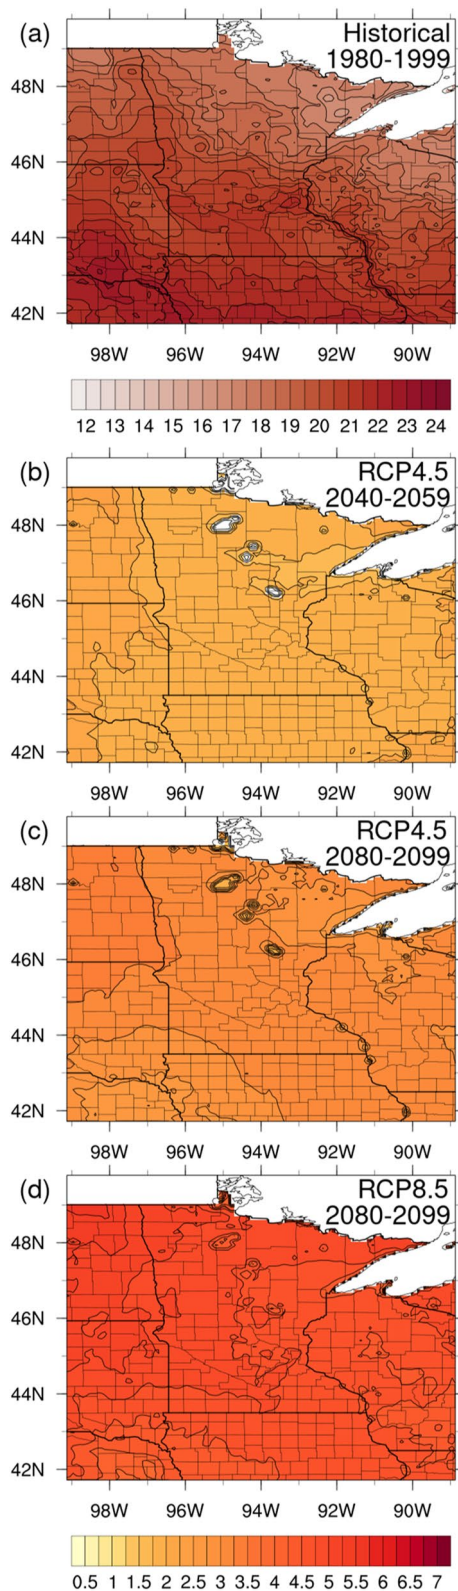 (a)
Historical
1980-1999
48N
46N
44N
42N
98W 96W 94W 92W 90W
12 13 14 15 16 17 18 19 20 21 22 23 24
(b)
RCP4.5
2040-2059
48N
46N
44N
42N
98W 96W 94W 92W 90W
(c)
RCP4.5
2080-2099
48N
46N
44N
42N
98W 96W 94W 92W 90W
(d)
RCP8.5
2080-2099
48N
46N
44N
42N
98W 96W 94W 92W 90W
0.5 1 1.5 2 2.5 3 3.5 4 4.5 5 5.5 6 6.5 7